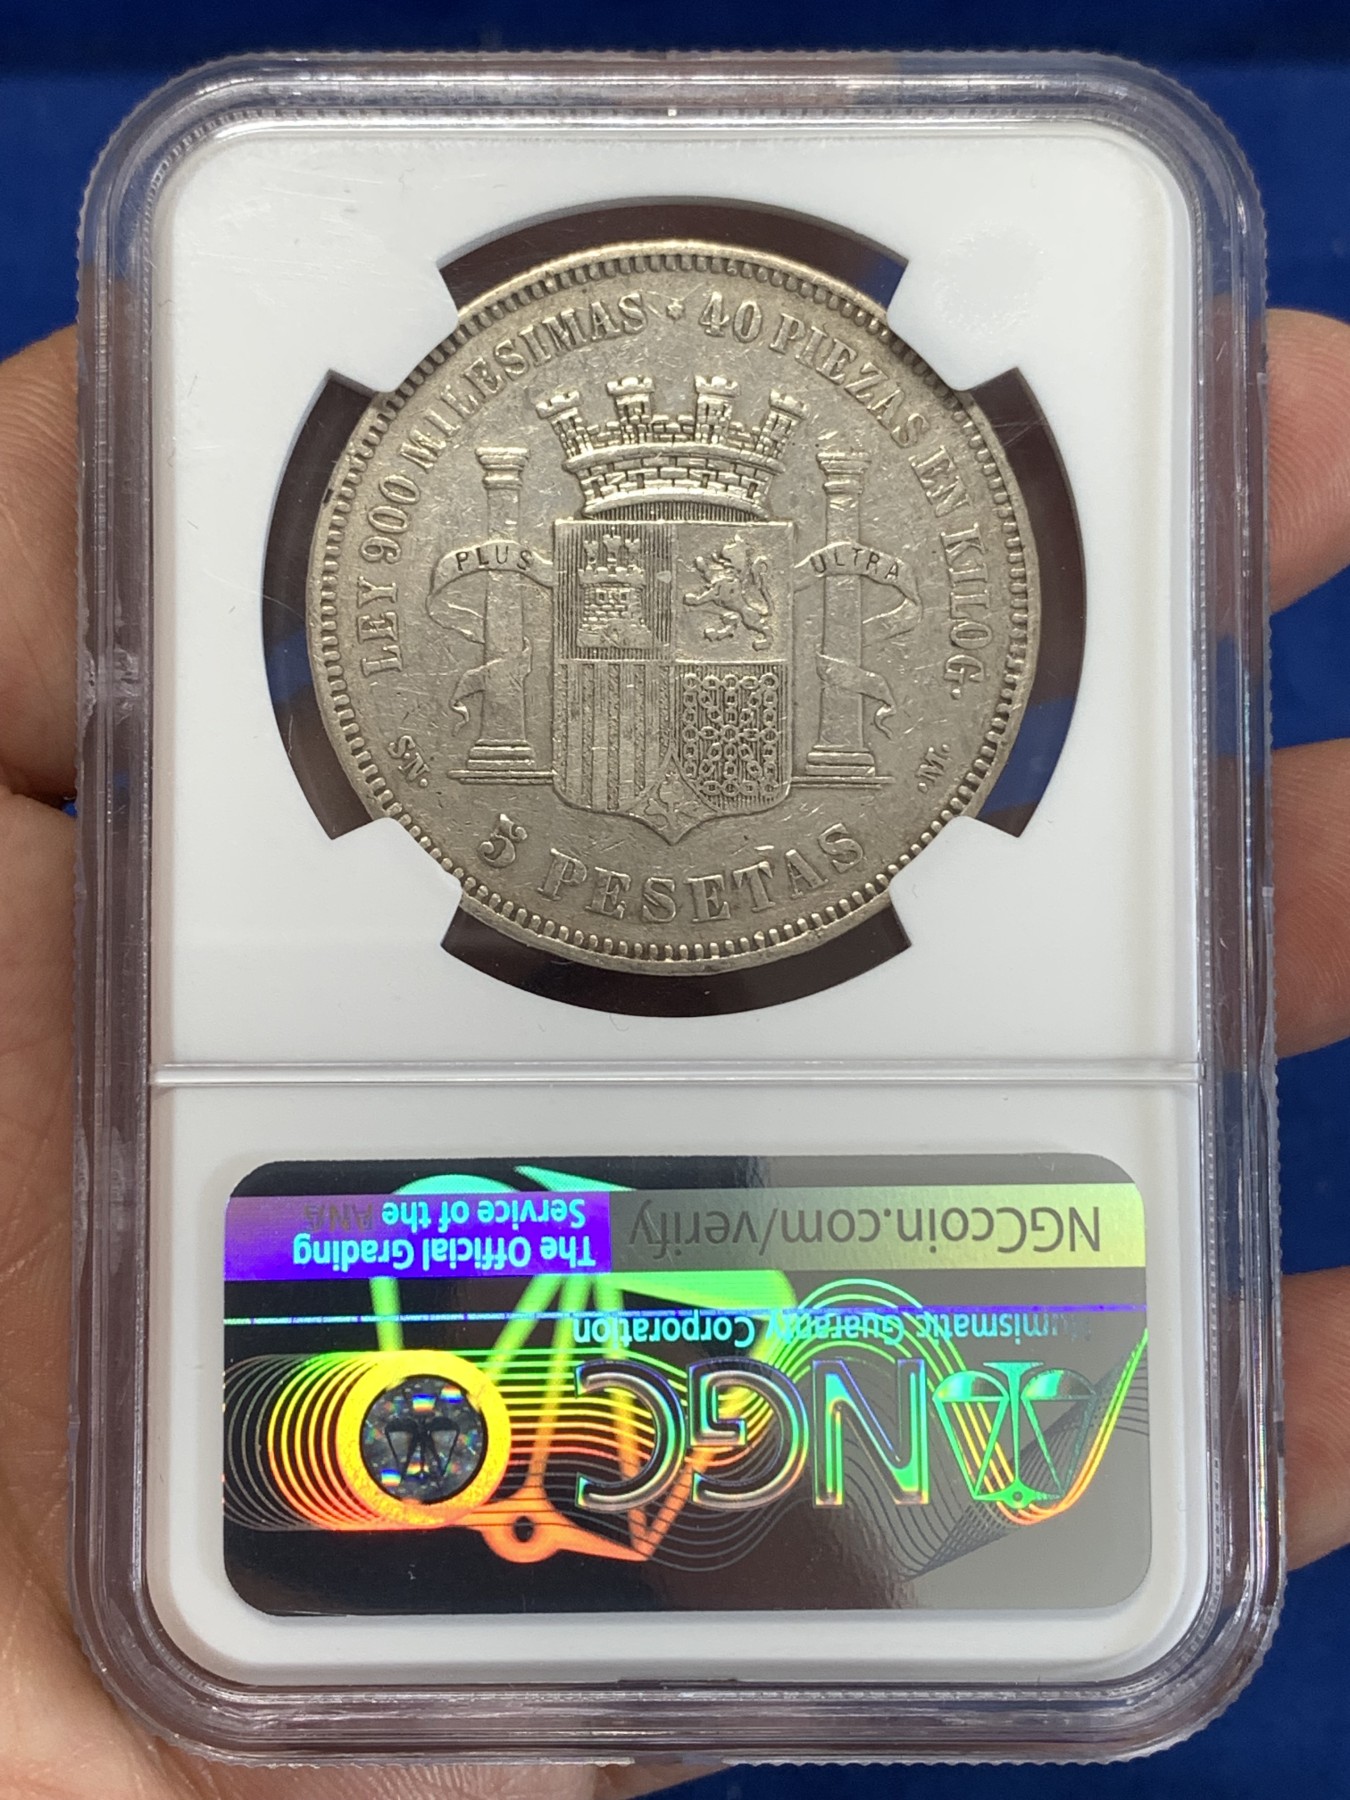 LEY 900 MILESIMAS * 40 PIEZAS EN KILOG.
PLUS ULTRA
SN. .M.
5 PESETAS
NGCcoin.com/verify
The Official Grading
Service of the
ANA
Numismatic Guaranty
Corporation
NGC